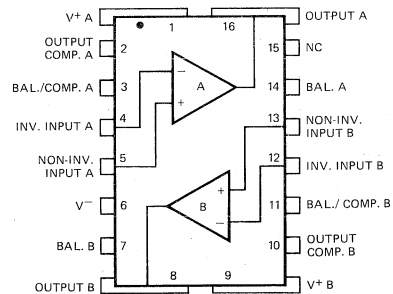 V+ A
1
16
OUTPUT A
OUTPUT
COMP. A
2
15
NC
BAL./COMP. A
3
14
BAL. A
INV. INPUT A
4
13
NON-INV.
INPUT B
NON-INV.
INPUT A
5
12
INV. INPUT B
V−
6
11
BAL./ COMP. B
BAL. B
7
10
OUTPUT
COMP. B
OUTPUT B
8
9
V+ B
−
A
+
+
B
−